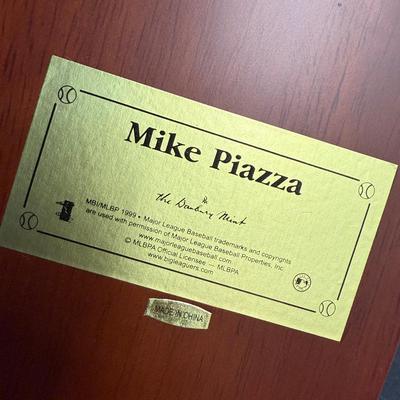 Mike Piazza
the Danbury Mint
MBI/MLBP 1999 • Major League Baseball trademarks and copyrights
are used with permission of Major League Baseball Properties, Inc.
www.majorleaguebaseball.com
© MLBPA Official Licensee — MLBPA
www.bigleaguers.com
MADE IN CHINA